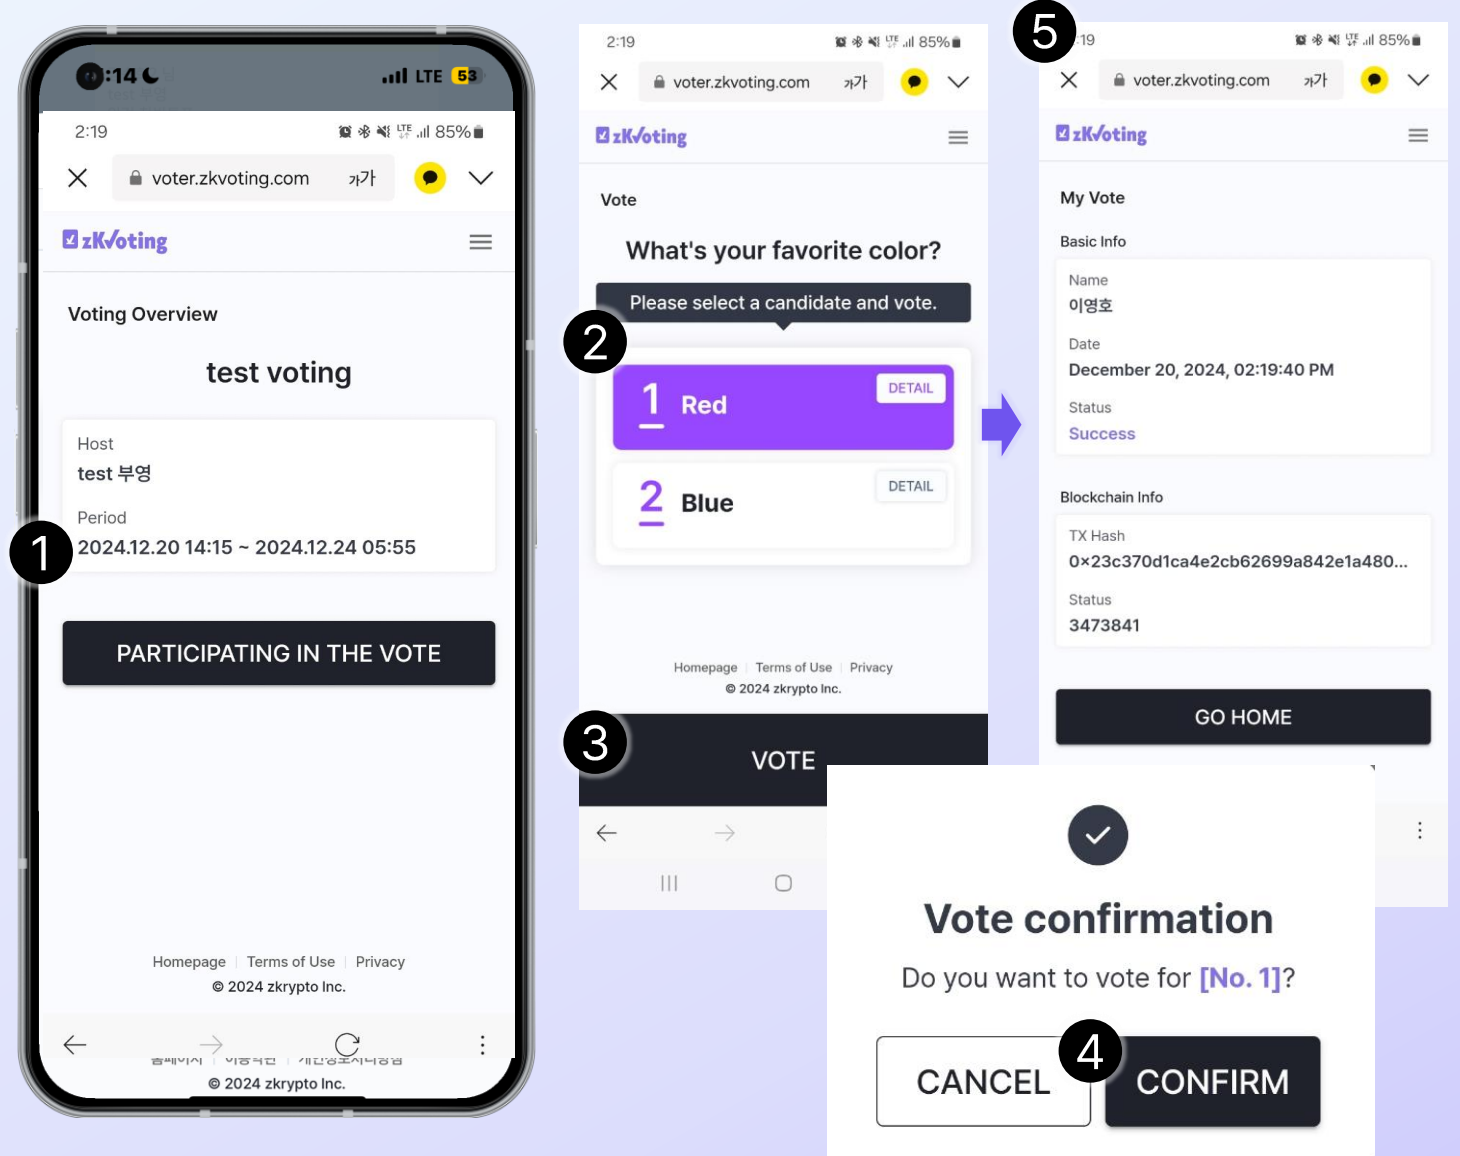 :14
LTE 53
2:19
LTE 85%
voter.zkvoting.com 가가
zkVoting
Voting Overview
test voting
Host
test 부영
Period
1
2024.12.20 14:15 ~ 2024.12.24 05:55
PARTICIPATING IN THE VOTE
Homepage | Terms of Use | Privacy
© 2024 zkrypto Inc.
© 2024 zkrypto Inc.
2:19
LTE 85%
voter.zkvoting.com 가가
zkVoting
Vote
What's your favorite color?
Please select a candidate and vote.
2
1 Red DETAIL
2 Blue DETAIL
Homepage | Terms of Use | Privacy
© 2024 zkrypto Inc.
3
VOTE
Vote confirmation
Do you want to vote for [No. 1]?
4
CANCEL CONFIRM
5
:19
LTE 85%
voter.zkvoting.com 가가
zkVoting
My Vote
Basic Info
Name
이영호
Date
December 20, 2024, 02:19:40 PM
Status
Success
Blockchain Info
TX Hash
0×23c370d1ca4e2cb62699a842e1a480...
Status
3473841
GO HOME